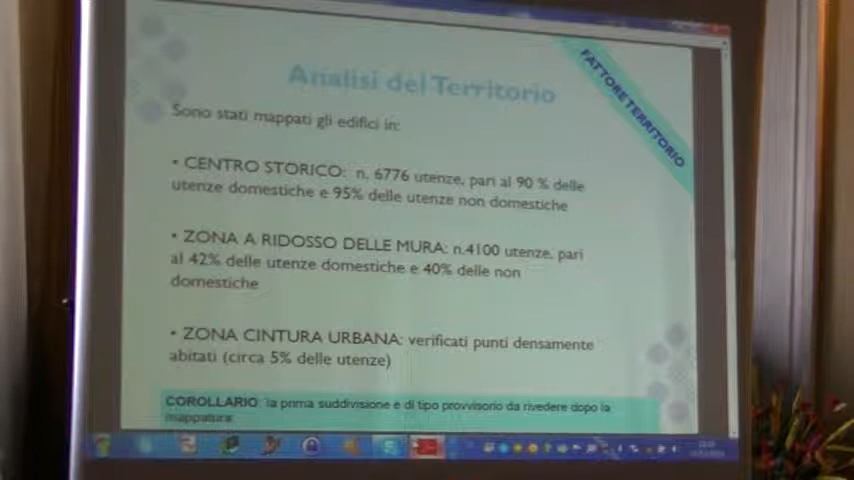 Analisi del Territorio
FATTORE TERRITORIO
Sono stati mappati gli edifici in:
• CENTRO STORICO: n. 6776 utenze, pari al 90 % delle
utenze domestiche e 95% delle utenze non domestiche
• ZONA A RIDOSSO DELLE MURA: n.4100 utenze, pari
al 42% delle utenze domestiche e 40% delle non
domestiche
• ZONA CINTURA URBANA: verificati punti densamente
abitati (circa 5% delle utenze)
COROLLARIO: la prima suddivisione e di tipo provvisorio da rivedere dopo la
mappatura